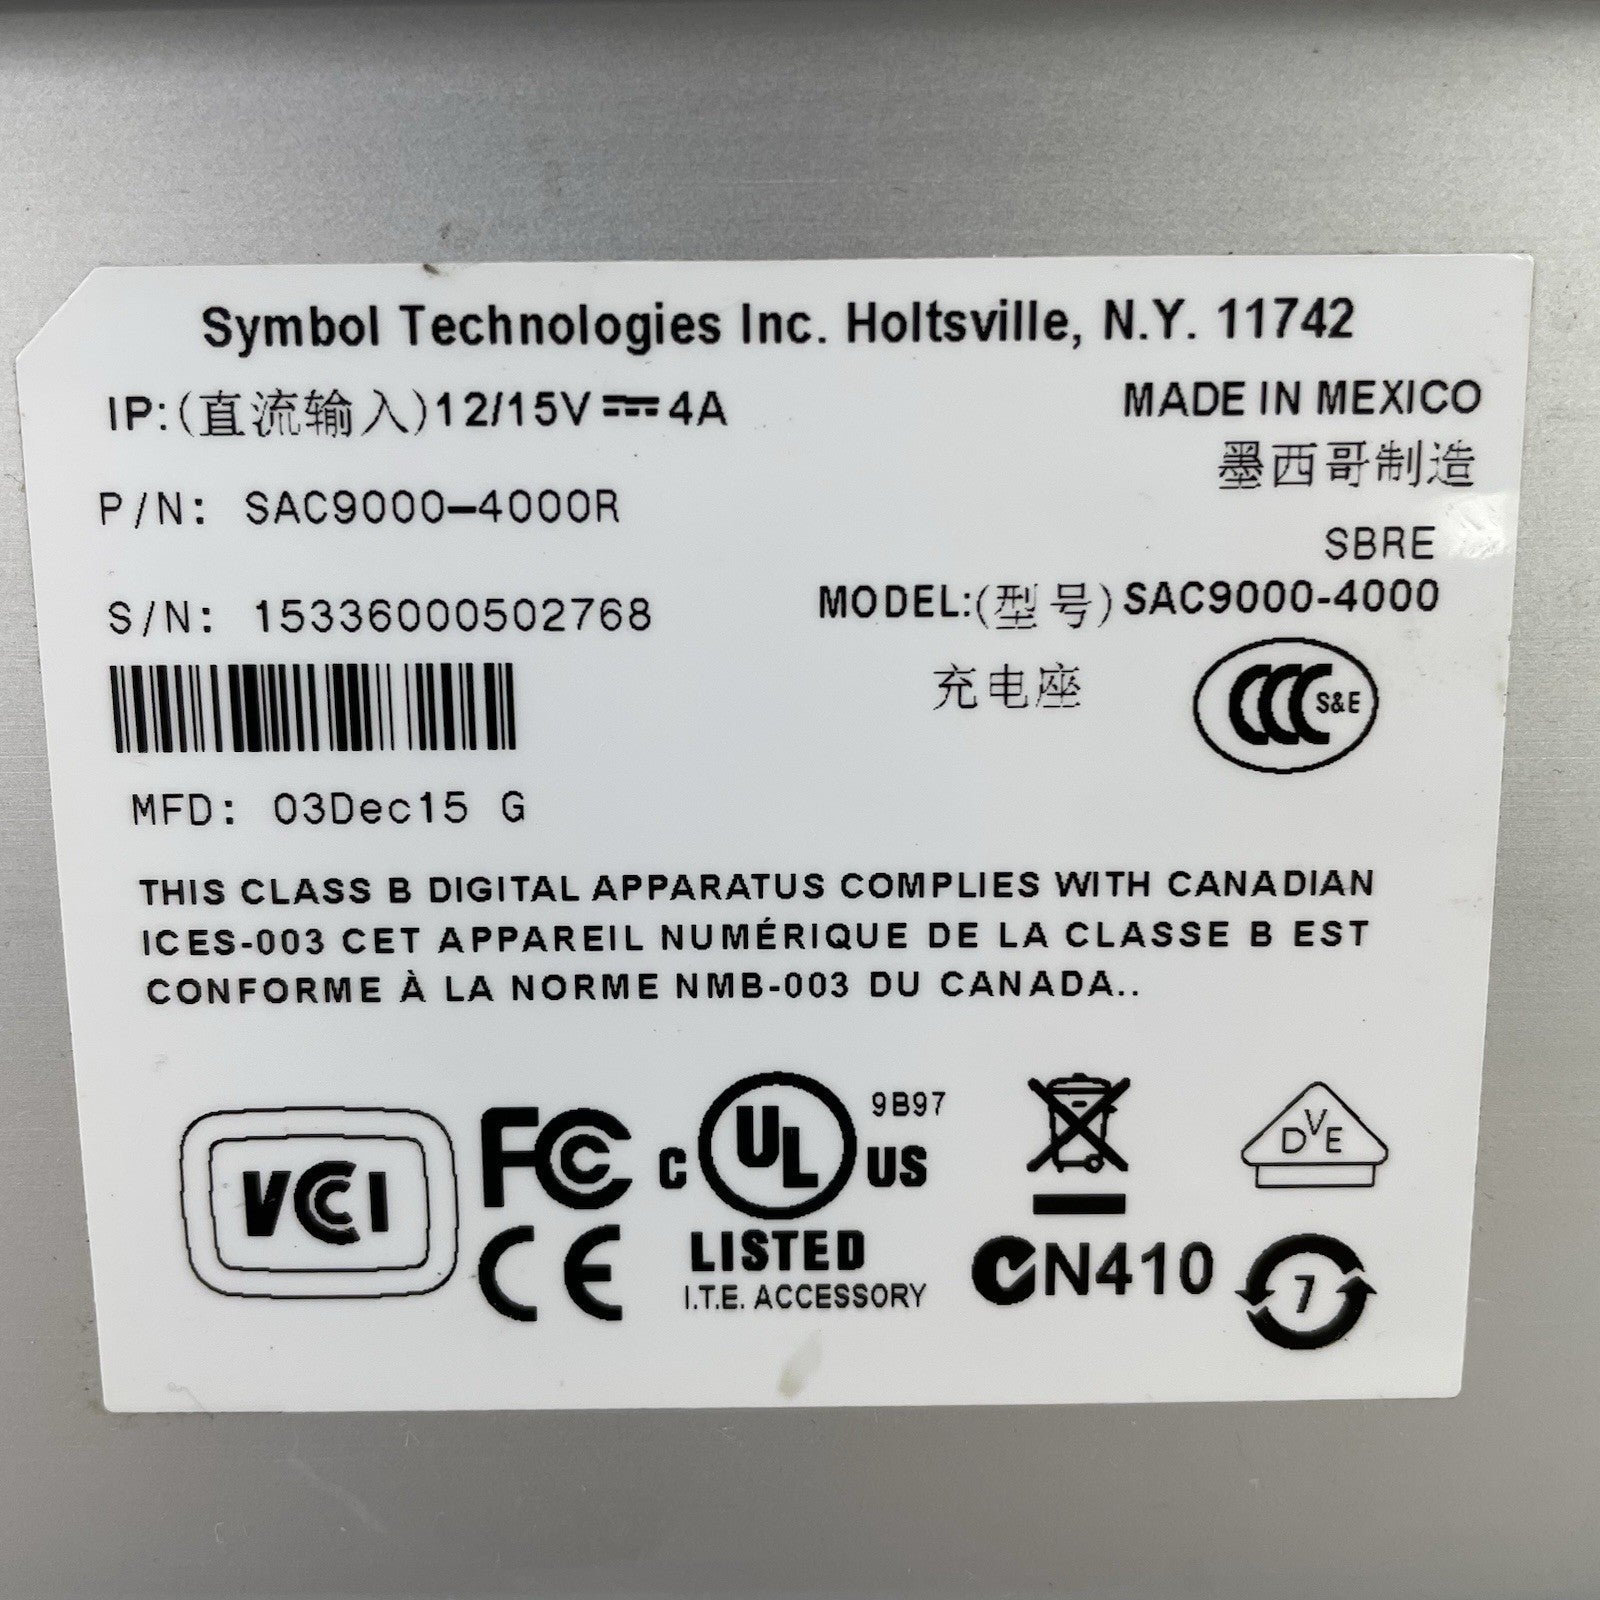 Symbol Technologies Inc. Holtsville, N.Y. 11742
IP:(直流输入)12/15V ⎓ 4A
MADE IN MEXICO
墨西哥制造
P/N: SAC9000-4000R
SBRE
S/N: 15336000502768
MODEL:(型号)SAC9000-4000
充电座
CCC S&E
MFD: 03Dec15 G
THIS CLASS B DIGITAL APPARATUS COMPLIES WITH CANADIAN
ICES-003 CET APPAREIL NUMÉRIQUE DE LA CLASSE B EST
CONFORME À LA NORME NMB-003 DU CANADA..
VCCI
FC
CE
C UL US
9B97
LISTED
I.T.E. ACCESSORY
DVE
N410
7